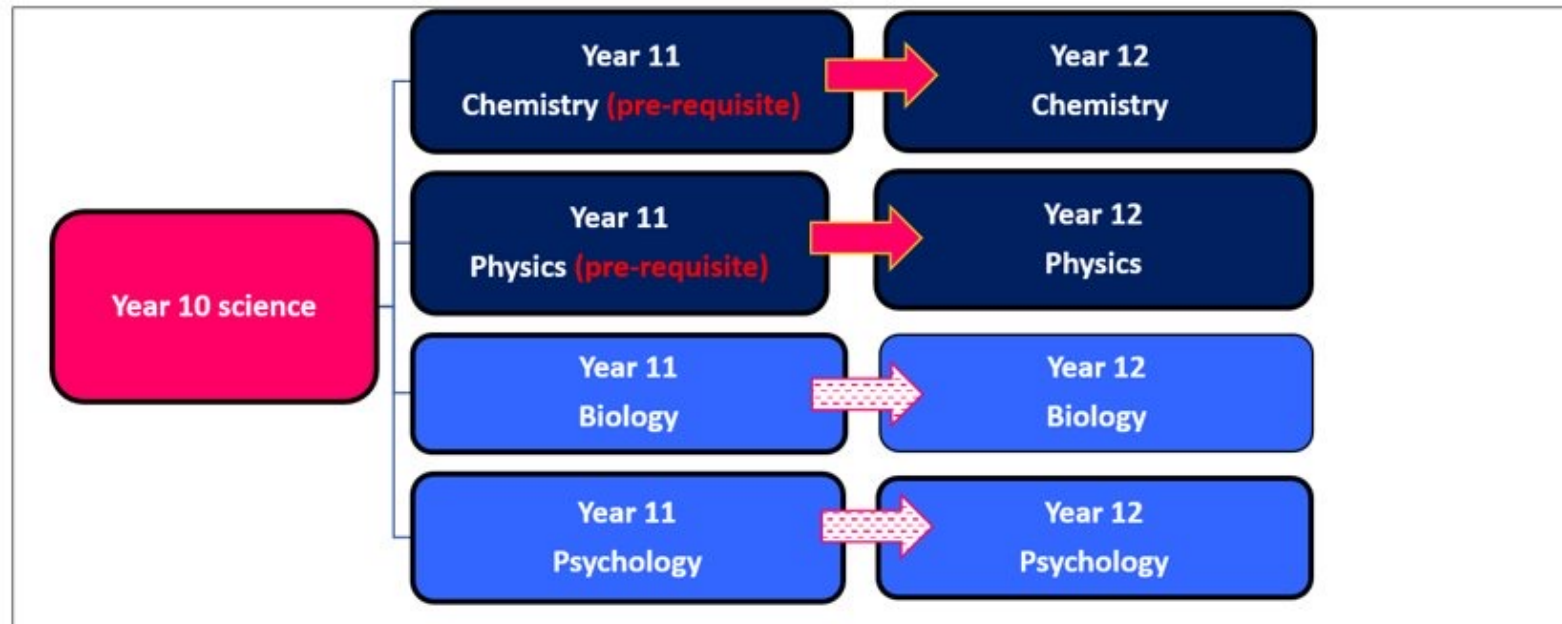 Year 10 science
Year 11
Chemistry (pre-requisite)
Year 12
Chemistry
Year 11
Physics (pre-requisite)
Year 12
Physics
Year 11
Biology
Year 12
Biology
Year 11
Psychology
Year 12
Psychology